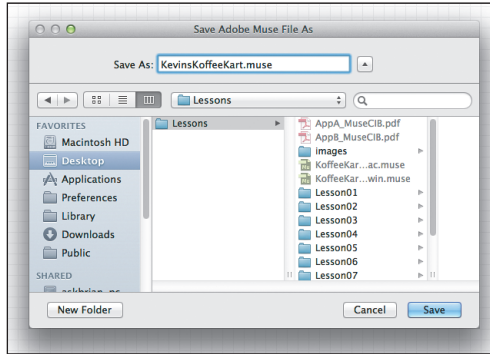 Save Adobe Muse File As
Save As: KevinsKoffeeKart.muse
Lessons
FAVORITES
Macintosh HD
Desktop
Applications
Preferences
Library
Downloads
Public
SHARED
Lessons
AppA_MuseCIB.pdf
AppB_MuseCIB.pdf
images
KoffeeKar...ac.muse
KoffeeKar...win.muse
Lesson01
Lesson02
Lesson03
Lesson04
Lesson05
Lesson06
Lesson07
New Folder
Cancel
Save